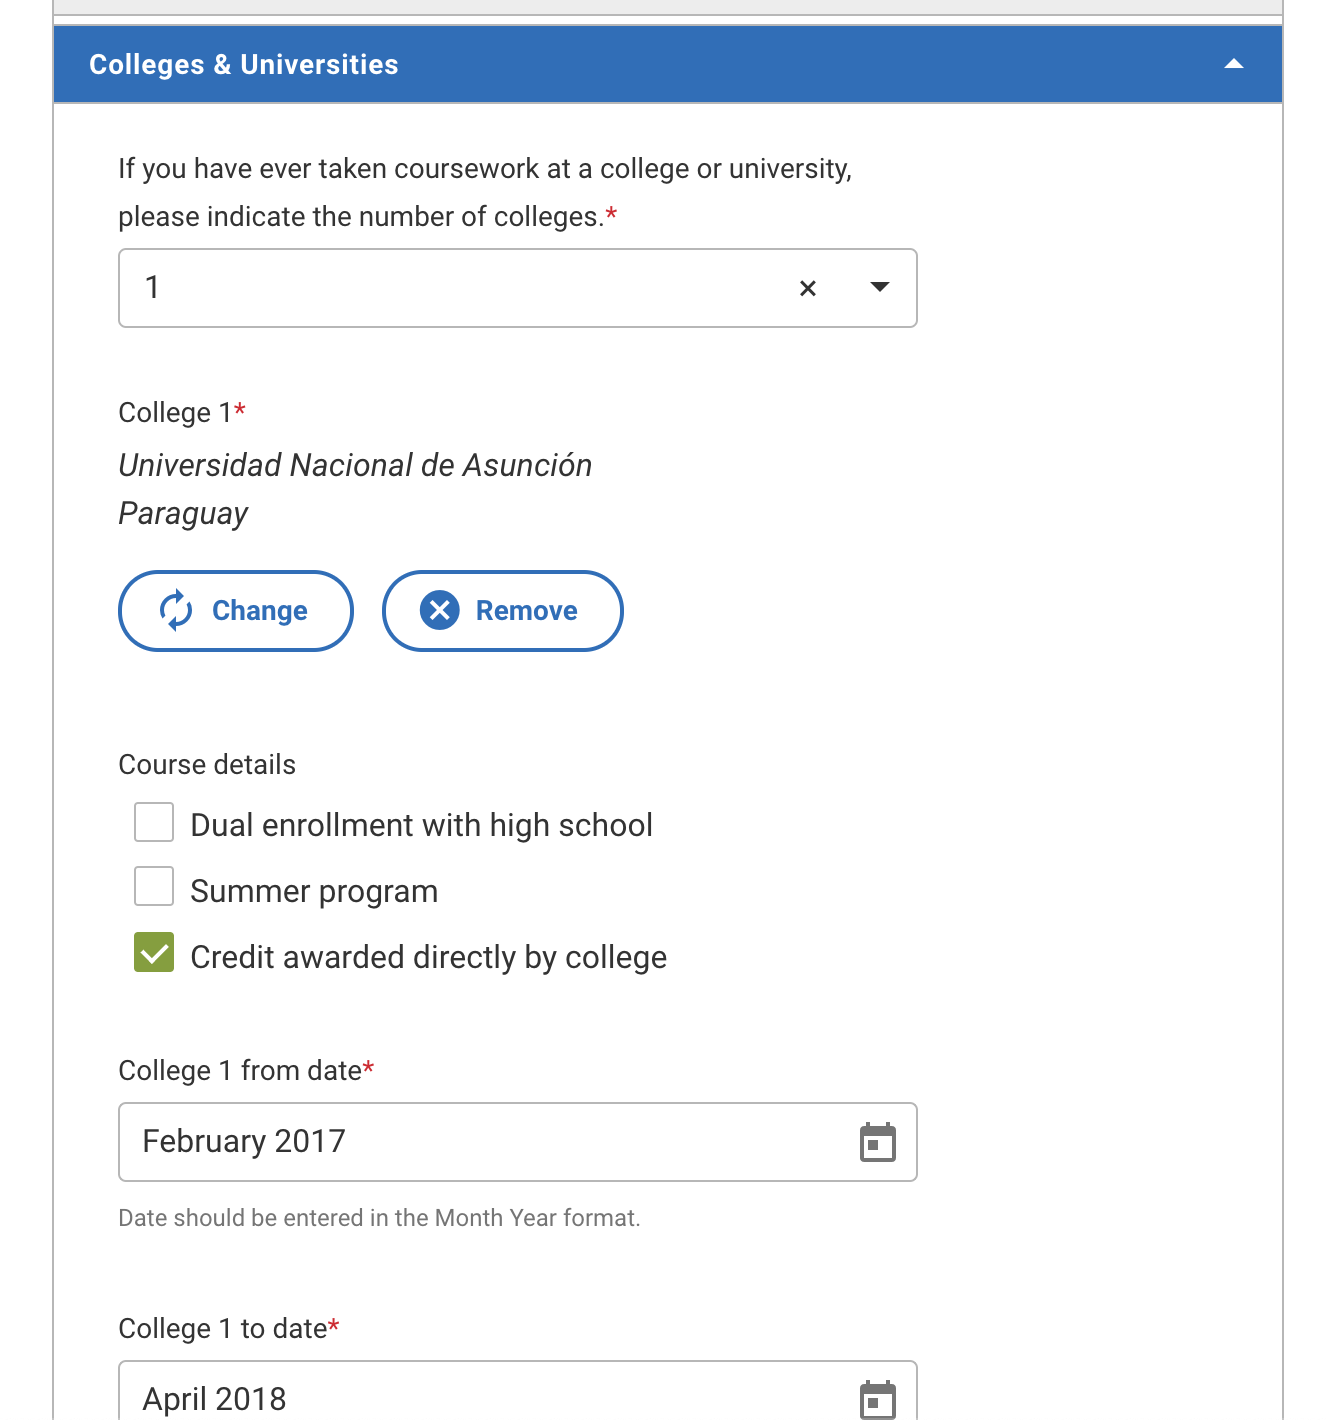 Colleges & Universities
If you have ever taken coursework at a college or university,
please indicate the number of colleges.*
1
College 1*
Universidad Nacional de Asunción
Paraguay
Change
Remove
Course details
Dual enrollment with high school
Summer program
Credit awarded directly by college
College 1 from date*
February 2017
Date should be entered in the Month Year format.
College 1 to date*
April 2018